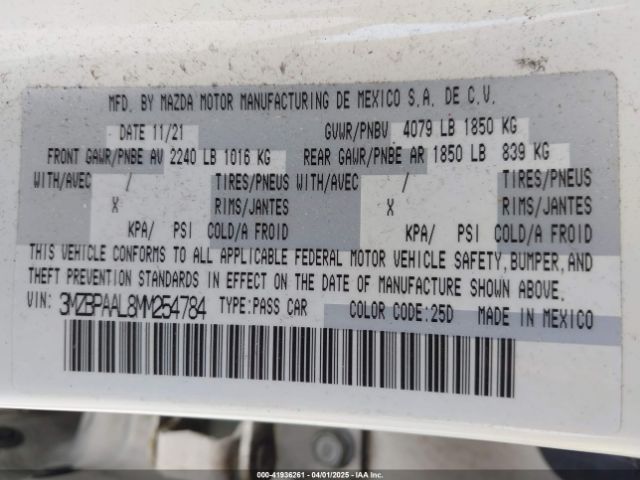 MFD. BY MAZDA MOTOR MANUFACTURING DE MEXICO S.A. DE C.V.
DATE 11/21 GVWR/PNBV 4079 LB 1850 KG
FRONT GAWR/PNBE AV 2240 LB 1016 KG REAR GAWR/PNBE AR 1850 LB 839 KG
WITH/AVEC / TIRES/PNEUS WITH/AVEC / TIRES/PNEUS
X RIMS/JANTES X RIMS/JANTES
KPA/ PSI COLD/A FROID KPA/ PSI COLD/A FROID
THIS VEHICLE CONFORMS TO ALL APPLICABLE FEDERAL MOTOR VEHICLE SAFETY, BUMPER, AND
THEFT PREVENTION STANDARDS IN EFFECT ON THE DATE OF MANUFACTURE SHOWN ABOVE.
VIN: 3MZBPAAL8MM254784 TYPE:PASS CAR COLOR CODE:25D MADE IN MEXICO
000-41936261 - 04/01/2025 - IAAI.COM